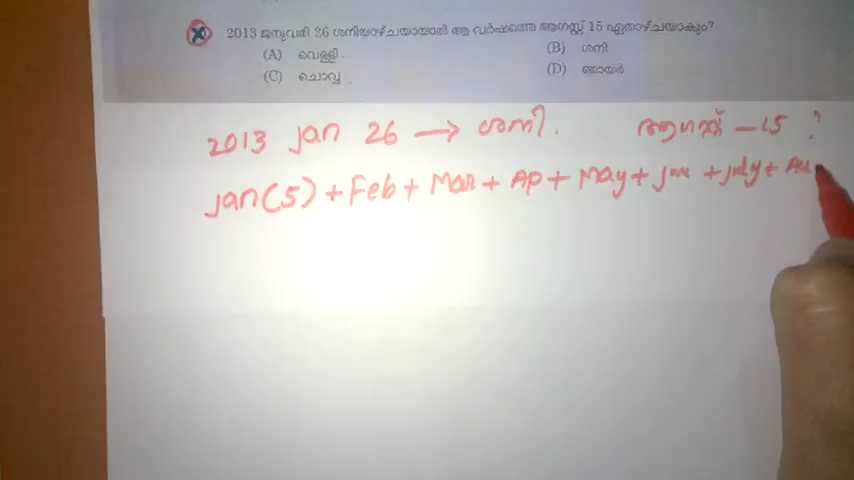 2013 ജനുവരി 26 ശനിയാഴ്ചയായാൽ ആ വർഷത്തെ ആഗസ്റ്റ് 15 ഏതാഴ്ചയാകും?
(A) വെള്ളി
(B) ശനി
(C) ചൊവ്വ
(D) ഞായർ
2013 Jan 26 → ശനി. ആഗസ്റ്റ് – 15 ?
Jan(5) + Feb + Mar + Ap + May + June + July + Au